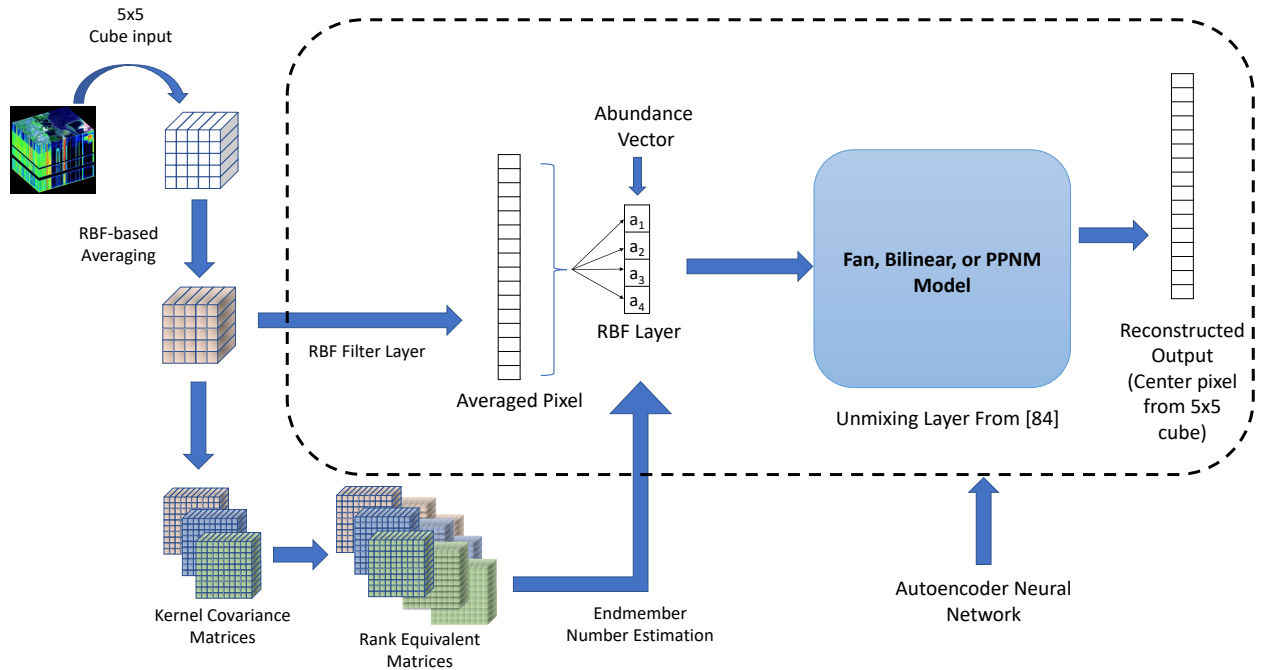 5x5
Cube input
RBF-based
Averaging
RBF Filter Layer
Averaged Pixel
Abundance
Vector
a1
a2
a3
a4
RBF Layer
Fan, Bilinear, or PPNM
Model
Unmixing Layer From [84]
Reconstructed
Output
(Center pixel
from 5x5
cube)
Kernel Covariance
Matrices
Rank Equivalent
Matrices
Endmember
Number Estimation
Autoencoder Neural
Network